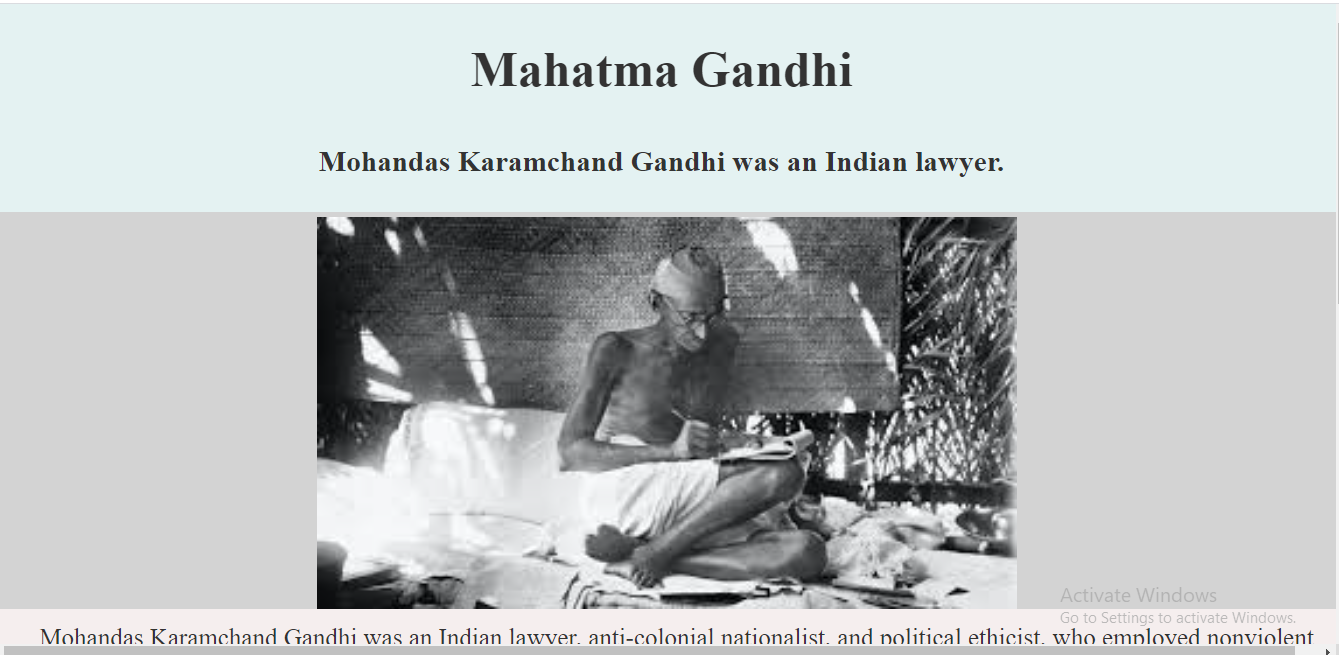 Mahatma Gandhi
Mohandas Karamchand Gandhi was an Indian lawyer.
Activate Windows
Go to Settings to activate Windows.
Mohandas Karamchand Gandhi was an Indian lawyer, anti-colonial nationalist, and political ethicist, who employed nonviolent